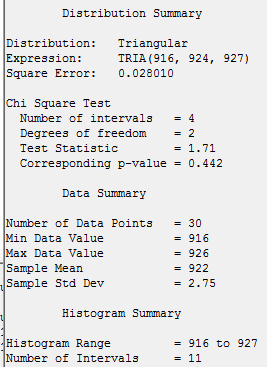 Distribution Summary
Distribution: Triangular
Expression: TRIA(916, 924, 927)
Square Error: 0.028010
Chi Square Test
Number of intervals = 4
Degrees of freedom = 2
Test Statistic = 1.71
Corresponding p-value = 0.442
Data Summary
Number of Data Points = 30
Min Data Value = 916
Max Data Value = 926
Sample Mean = 922
Sample Std Dev = 2.75
Histogram Summary
Histogram Range = 916 to 927
Number of Intervals = 11